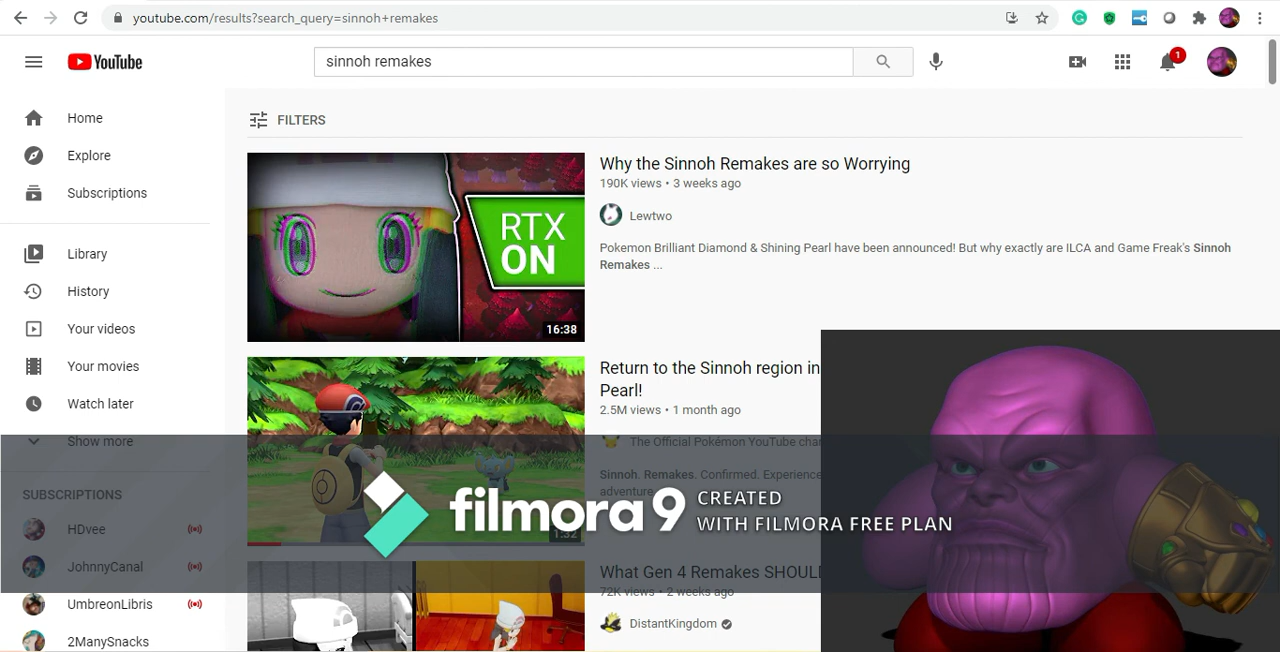 youtube.com/results?search_query=sinnoh+remakes
YouTube
sinnoh remakes
1
Home
Explore
Subscriptions
Library
History
Your videos
Your movies
Watch later
Show more
SUBSCRIPTIONS
HDvee
JohnnyCanal
UmbreonLibris
2ManySnacks
FILTERS
RTX
ON
16:38
Why the Sinnoh Remakes are so Worrying
190K views • 3 weeks ago
Lewtwo
Pokemon Brilliant Diamond & Shining Pearl have been announced! But why exactly are ILCA and Game Freak's Sinnoh
Remakes ...
1:32
Return to the Sinnoh region in
Pearl!
2.5M views • 1 month ago
The Official Pokémon YouTube
Sinnoh. Remakes. Confirmed. Experience
adventure
What Gen 4 Remakes
72K views • 2 weeks ago
DistantKingdom
filmora9
CREATED
WITH FILMORA FREE PLAN